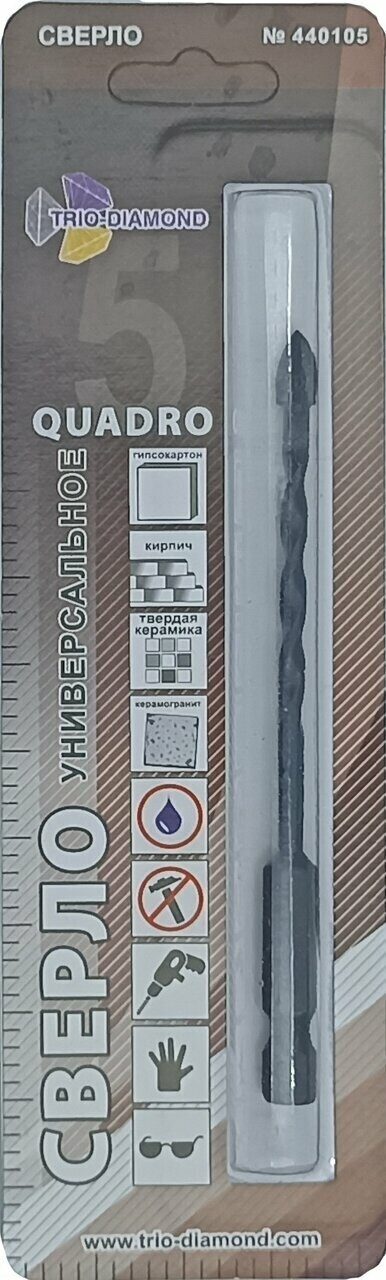 СВЕРЛО
№ 440105
TRIO-DIAMOND
5
QUADRO
СВЕРЛО
УНИВЕРСАЛЬНОЕ
гипсокартон
кирпич
твердая
керамика
керамогранит
www.trio-diamond.com